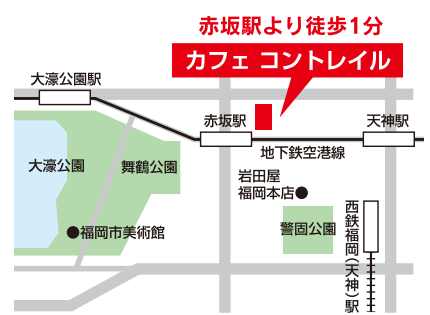 赤坂駅より徒歩1分
カフェ コントレイル
大濠公園駅
赤坂駅
天神駅
地下鉄空港線
大濠公園
舞鶴公園
岩田屋
福岡本店
西鉄福岡(天神)駅
警固公園
福岡市美術館